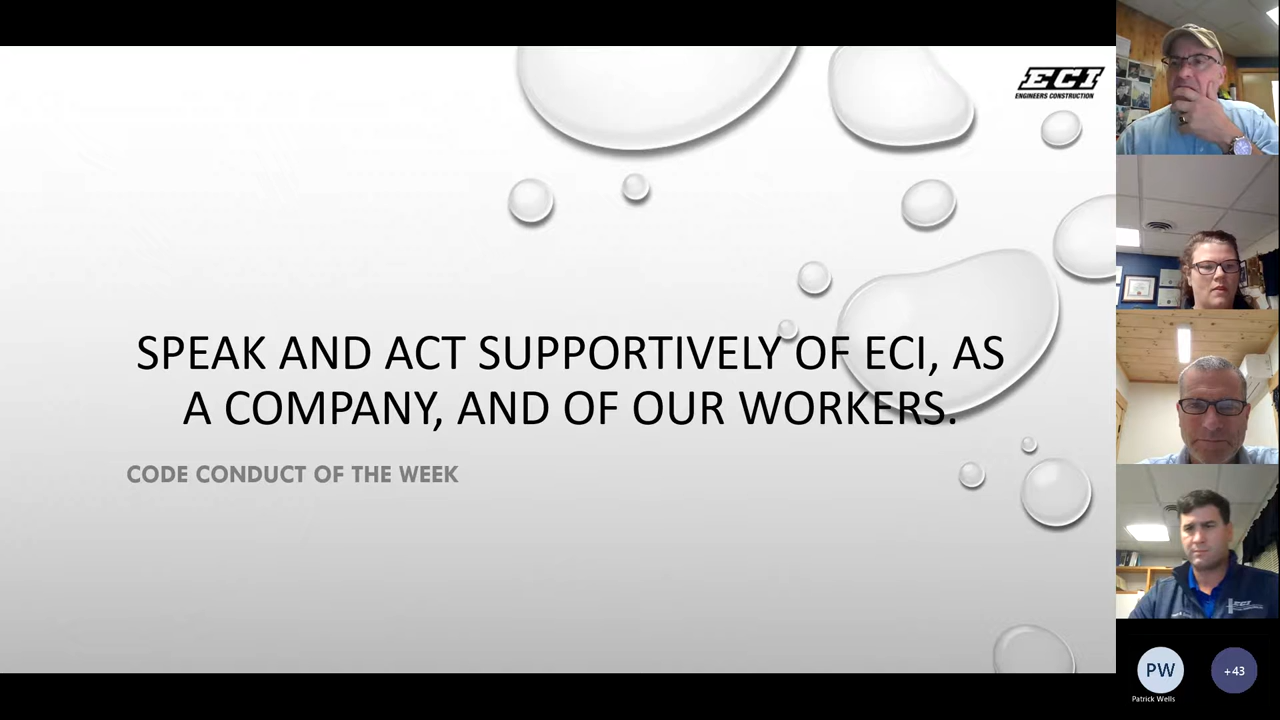 ECI
ENGINEERS CONSTRUCTION
SPEAK AND ACT SUPPORTIVELY OF ECI, AS
A COMPANY, AND OF OUR WORKERS.
CODE CONDUCT OF THE WEEK
PW
+43
Patrick Wells